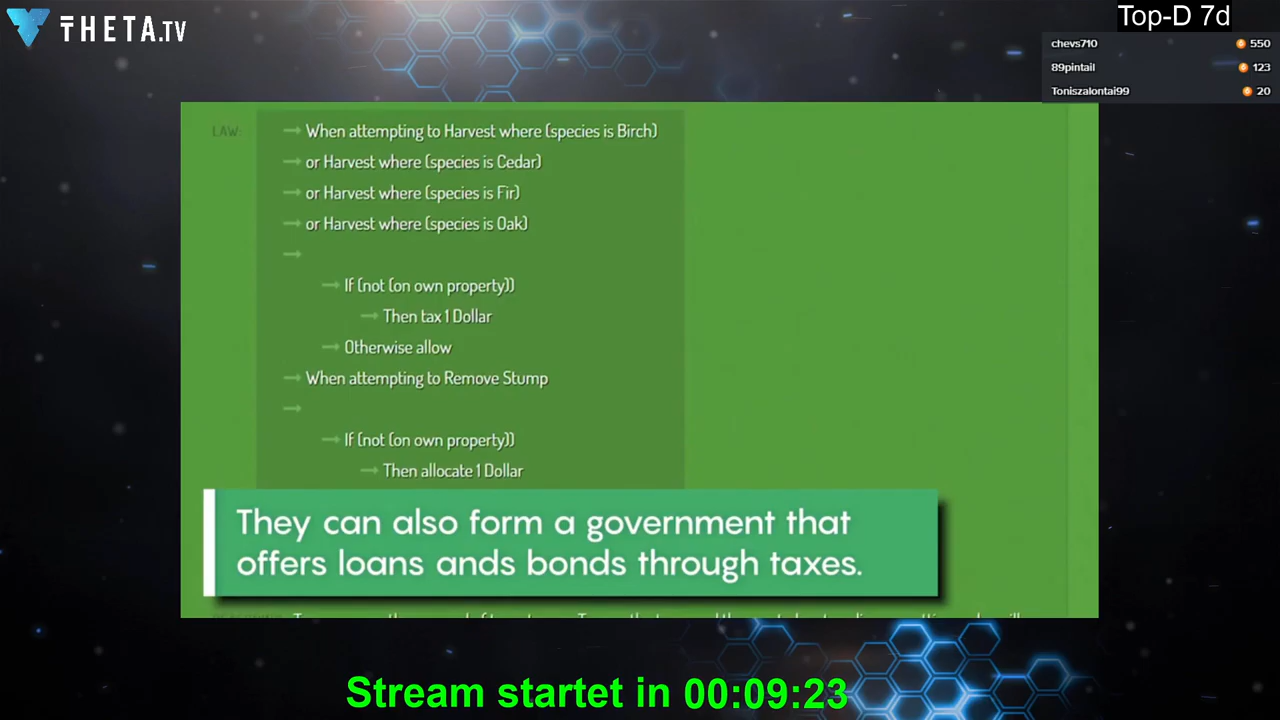 THETA.TV
Top-D 7d
chevs710 550
89pintail 123
Toniszalontai99 20
LAW:
When attempting to Harvest where (species is Birch)
or Harvest where (species is Cedar)
or Harvest where (species is Fir)
or Harvest where (species is Oak)
If (not (on own property))
Then tax 1 Dollar
Otherwise allow
When attempting to Remove Stump
If (not (on own property))
Then allocate 1 Dollar
They can also form a government that
offers loans ands bonds through taxes.
Stream startet in 00:09:23